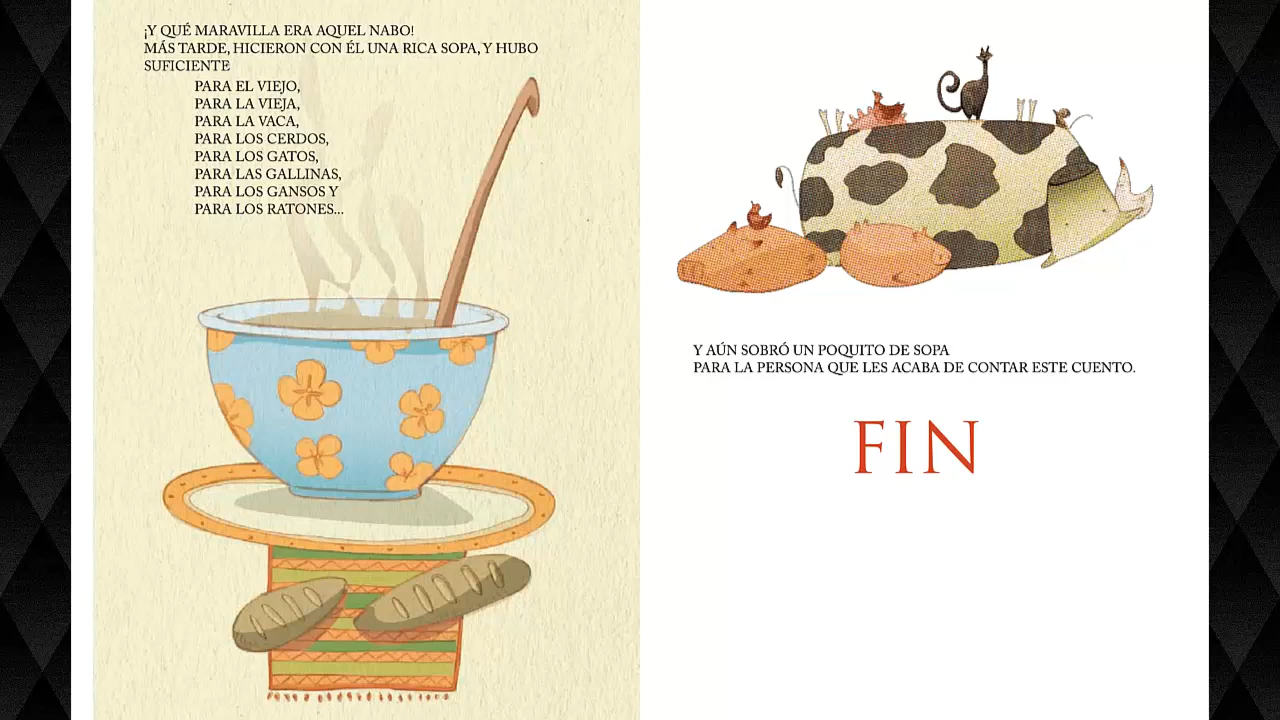 ¡Y QUÉ MARAVILLA ERA AQUEL NABO!
MÁS TARDE, HICIERON CON ÉL UNA RICA SOPA, Y HUBO
SUFICIENTE
PARA EL VIEJO,
PARA LA VIEJA,
PARA LA VACA,
PARA LOS CERDOS,
PARA LOS GATOS,
PARA LAS GALLINAS,
PARA LOS GANSOS Y
PARA LOS RATONES...
Y AÚN SOBRÓ UN POQUITO DE SOPA
PARA LA PERSONA QUE LES ACABA DE CONTAR ESTE CUENTO.
FIN